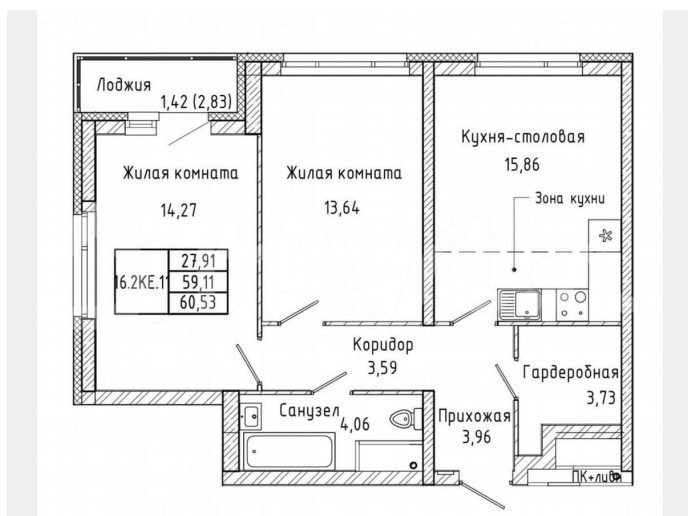 Лоджия
1,42 (2,83)
Жилая комната
14,27
Жилая комната
13,64
Кухня-столовая
15,86
Зона кухни
16.2КЕ.1
27,91
59,11
60,53
Коридор
3,59
Гардеробная
3,73
Санузел
4,06
Прихожая
3,96